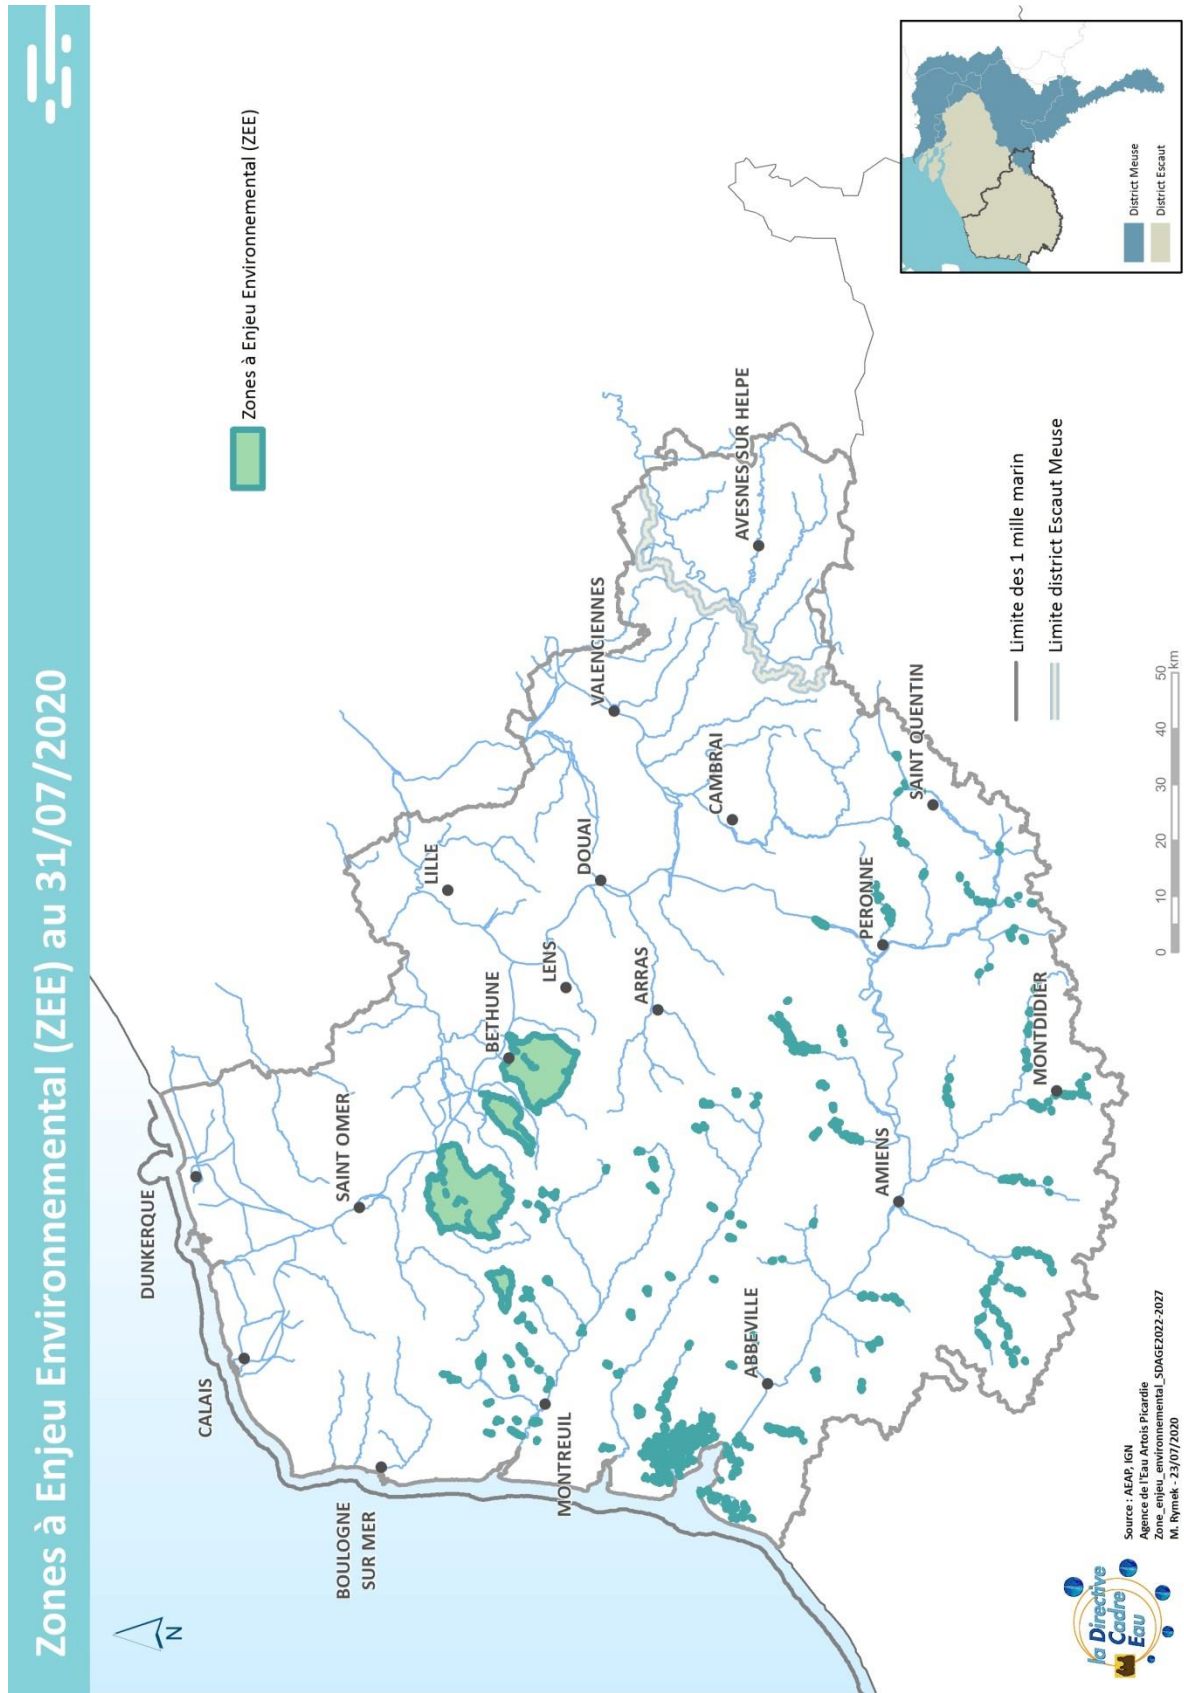 Zones à Enjeu Environnemental (ZEE) au 31/07/2020
N
Zones à Enjeu Environnemental (ZEE)
DUNKERQUE
CALAIS
SAINT OMER
BOULOGNE
SUR MER
LILLE
BETHUNE
LENS
DOUAI
VALENCIENNES
ARRAS
MONTREUIL
CAMBRAI
AVESNES SUR HELPE
ABBEVILLE
PERONNE
AMIENS
SAINT QUENTIN
MONTDIDIER
Limite des 1 mille marin
Limite district Escaut Meuse
0 10 20 30 40 50
km
District Meuse
District Escaut
la Directive
Cadre
Eau
Source : AEAP, IGN
Agence de l'Eau Artois Picardie
Zone_enjeu_environnemental_SDAGE2022-2027
M. Rymek - 23/07/2020